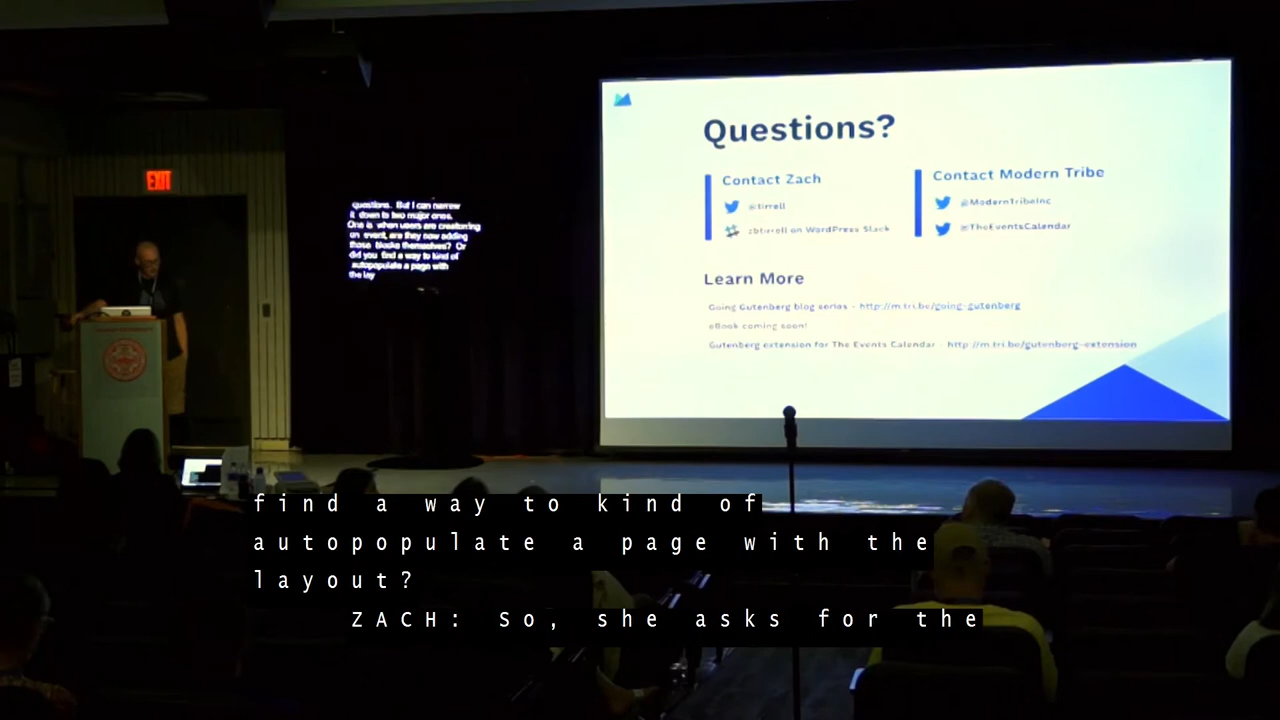 EXIT
questions. But I can narrow
it down to two major ones.
One is when users are creatorring
on event, are they now adding
those blocks themselves? Or
did you find a way to kind of
autopopulate a page with
the lay
Questions?
Contact Zach
@tirrell
zbtirrell on WordPress Slack
Contact Modern Tribe
@ModernTribeInc
@TheEventsCalendar
Learn More
Going Gutenberg blog series - http://m.tri.be/going-gutenberg
eBook coming soon!
Gutenberg extension for The Events Calendar http://m.tri.be/gutenberg-extension
find a way to kind of
autopopulate a page with the
layout?
ZACH: So, she asks for the